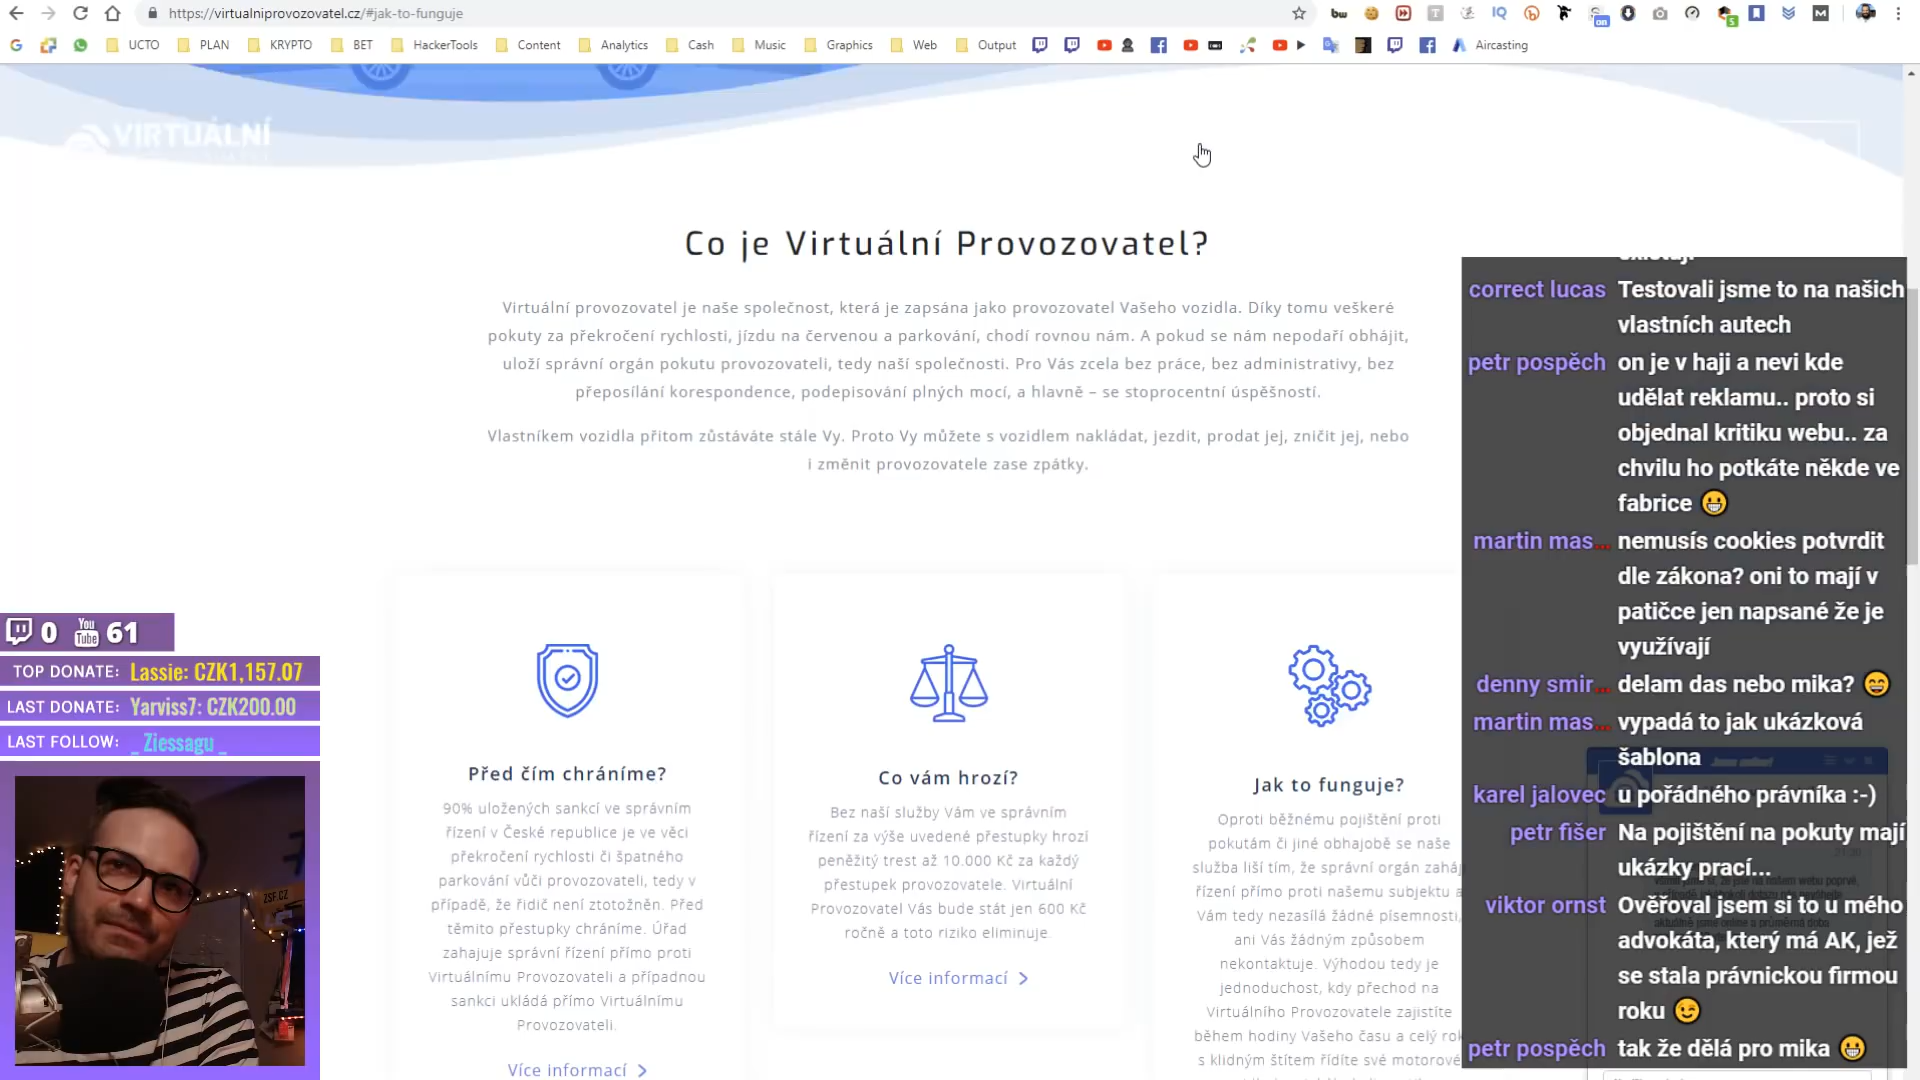 https://virtualniprovozovatel.cz/#jak-to-funguje
UCTO PLAN KRYPTO BET HackerTools Content Analytics Cash Music Graphics Web Output Aircasting
VIRTUÁLNÍ
Co je Virtuální Provozovatel?
Virtuální provozovatel je naše společnost, která je zapsána jako provozovatel Vašeho vozidla. Díky tomu veškeré
pokuty za překročení rychlosti, jízdu na červenou a parkování, chodí rovnou nám. A pokud se nám nepodaří obhájit,
uloží správní orgán pokutu provozovateli, tedy naší společnosti. Pro Vás zcela bez práce, bez administrativy, bez
přeposílání korespondence, podepisování plných mocí, a hlavně – se stoprocentní úspěšností.
Vlastníkem vozidla přitom zůstáváte stále Vy. Proto Vy můžete s vozidlem nakládat, jezdit, prodat jej, zničit jej, nebo
i změnit provozovatele zase zpátky.
Před čím chráníme?
90% uložených sankcí ve správním
řízení v České republice je ve věci
překročení rychlosti či špatného
parkování vůči provozovateli, tedy v
případě, že řidič není ztotožněn. Před
těmito přestupky chráníme. Úřad
zahajuje správní řízení přímo proti
Virtuálnímu Provozovateli a případnou
sankci ukládá přímo Virtuálnímu
Provozovateli.
Více informací
Co vám hrozí?
Bez naší služby Vám ve správním
řízení za výše uvedené přestupky hrozí
peněžitý trest až 10.000 Kč za každý
přestupek provozovatele. Virtuální
Provozovatel Vás bude stát jen 600 Kč
ročně a toto riziko eliminuje.
Více informací
Jak to funguje?
Oproti běžnému pojištění proti
pokutám či jiné obhajobě se naše
služba liší tím, že správní orgán zaháj
řízení přímo proti našemu subjektu a
Vám tedy nezasílá žádné písemnosti,
ani Vás žádným způsobem
nekontaktuje. Výhodou tedy je
jednoduchost, kdy přechod na
Virtuálního Provozovatele zajistíte
během hodiny Vašeho času a celý rok
s klidným štítem řídíte své motorové
correct lucas Testovali jsme to na našich
vlastních autech
petr pospěch on je v haji a nevi kde
udělat reklamu.. proto si
objednal kritiku webu.. za
chvilu ho potkáte někde ve
fabrice 😀
martin mas... nemusís cookies potvrdit
dle zákona? oni to mají v
patičce jen napsané že je
využívají
denny smir... delam das nebo mika? 😁
martin mas... vypadá to jak ukázková
šablona
karel jalovec u pořádného právníka :-)
petr fišer Na pojištění na pokuty mají
ukázky prací...
viktor ornst Ověřoval jsem si to u mého
advokáta, který má AK, jež
se stala právnickou firmou
roku 😉
petr pospěch tak že dělá pro mika 😀
0 You Tube 61
TOP DONATE: Lassie: CZK1,157.07
LAST DONATE: Yarviss7: CZK200.00
LAST FOLLOW: _Ziessagu_
ZSF.CZ